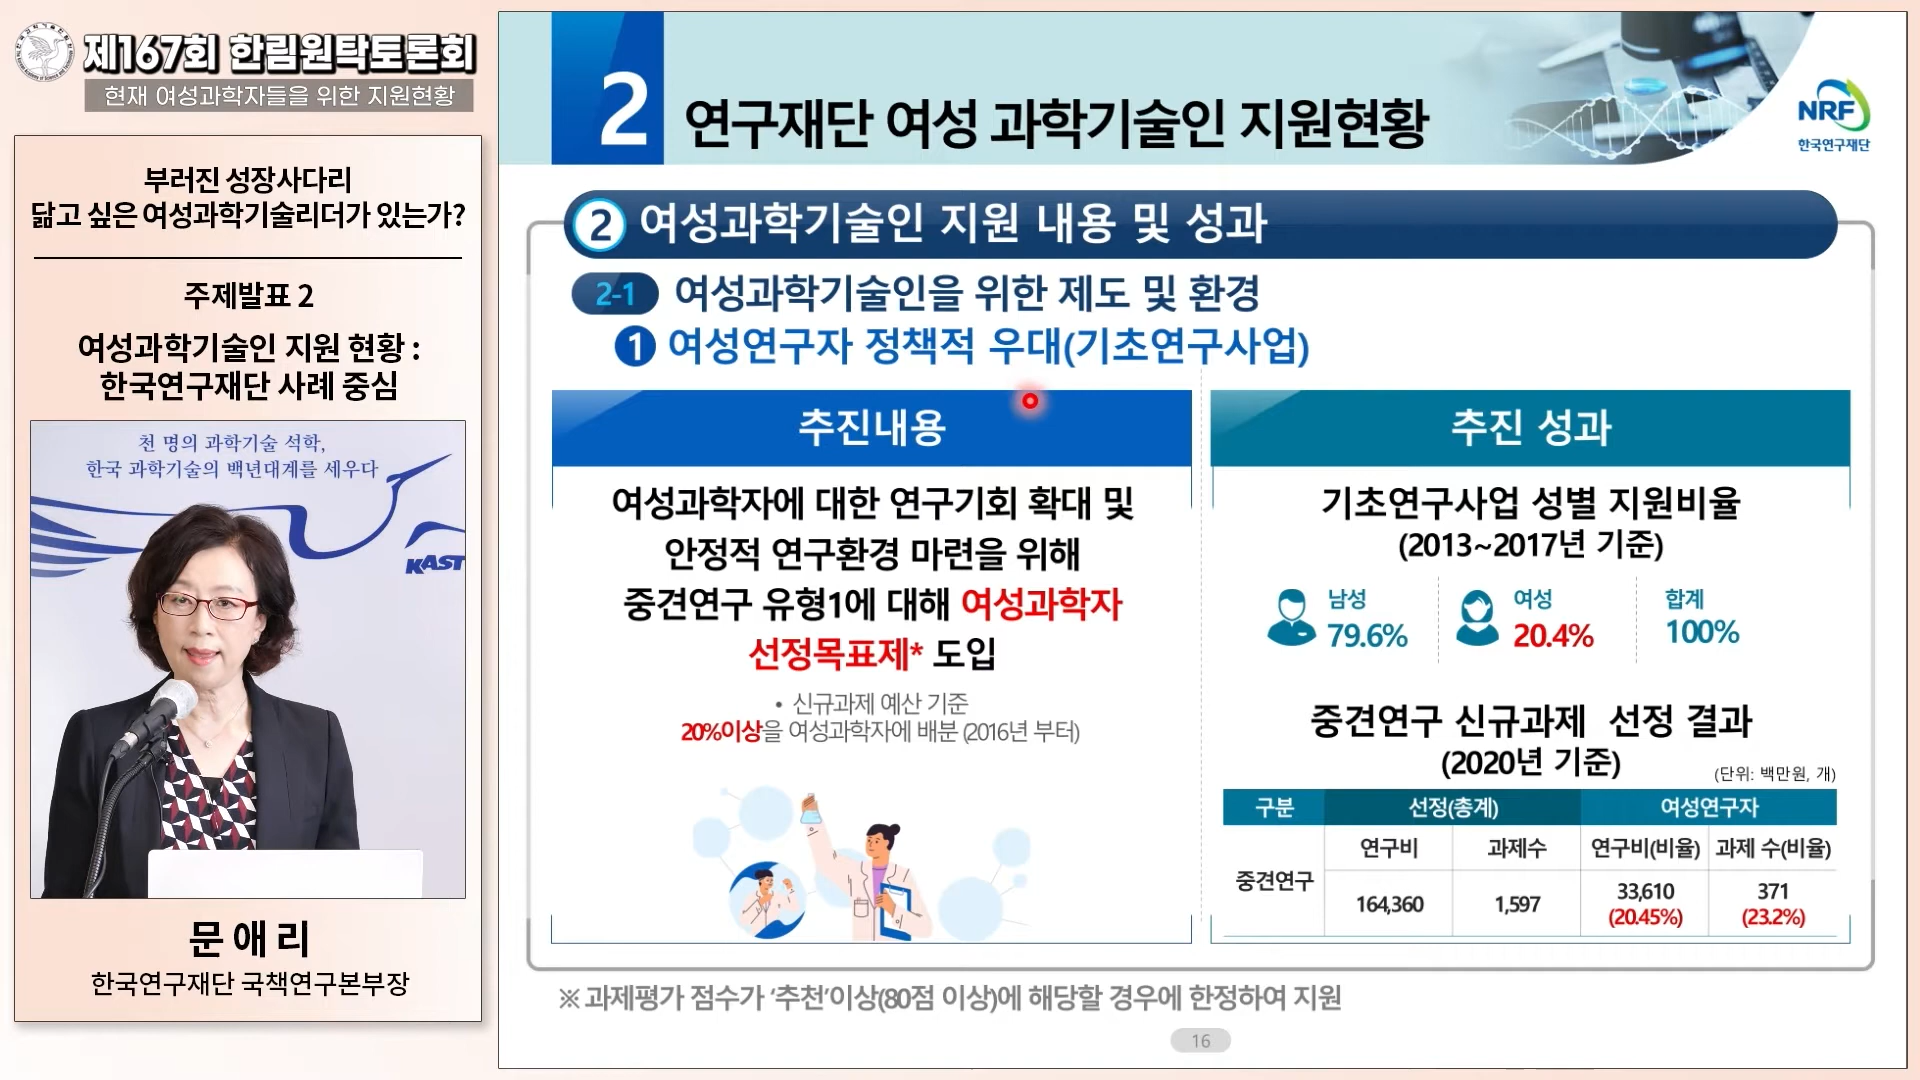 제167회 한림원탁토론회
현재 여성과학자들을 위한 지원현황
부러진 성장사다리
닮고 싶은 여성과학기술리더가 있는가?
주제발표 2
여성과학기술인 지원 현황 :
한국연구재단 사례 중심
천 명의 과학기술 석학,
한국 과학기술의 백년대계를 세우다
KAST
문 애 리
한국연구재단 국책연구본부장
2 연구재단 여성 과학기술인 지원현황
NRF
한국연구재단
2 여성과학기술인 지원 내용 및 성과
2-1 여성과학기술인을 위한 제도 및 환경
1 여성연구자 정책적 우대(기초연구사업)
추진내용
여성과학자에 대한 연구기회 확대 및
안정적 연구환경 마련을 위해
중견연구 유형1에 대해 여성과학자
선정목표제* 도입
• 신규과제 예산 기준
20%이상을 여성과학자에 배분 (2016년 부터)
추진 성과
기초연구사업 성별 지원비율
(2013~2017년 기준)
남성 여성 합계
79.6% 20.4% 100%
중견연구 신규과제 선정 결과
(2020년 기준)
(단위: 백만원, 개)
구분 선정(총계) 여성연구자
연구비 과제수 연구비(비율) 과제 수(비율)
중견연구 164,360 1,597 33,610 371
(20.45%) (23.2%)
※ 과제평가 점수가 ‘추천’이상(80점 이상)에 해당할 경우에 한정하여 지원
16